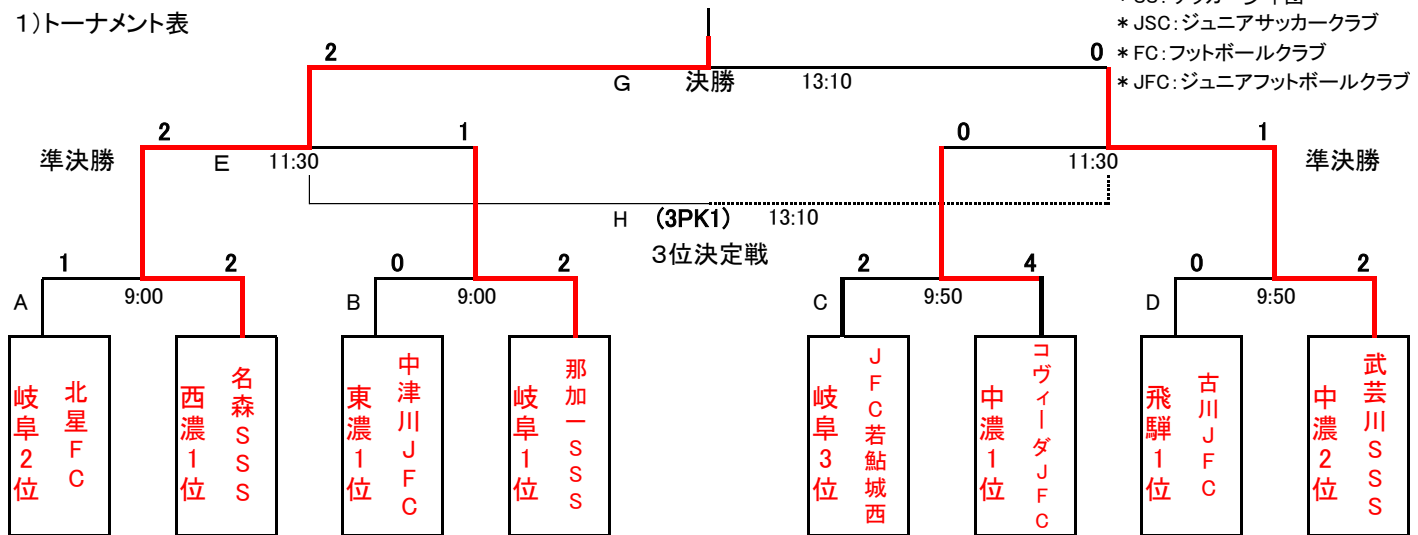 1)トーナメント表
*JSC:ジュニアサッカークラブ
*FC:フットボールクラブ
*JFC:ジュニアフットボールクラブ
2
0
G 決勝 13:10
2
1
0
1
準決勝
E 11:30
11:30
準決勝
H (3PK1) 13:10
3位決定戦
1
2
0
2
2
4
0
2
A 9:00
B 9:00
C 9:50
D 9:50
岐阜2位
北星FC
西濃1位
名森SSS
東濃1位
中津川JFC
岐阜1位
那加一SSS
岐阜3位
JFC若鮎城西
中濃1位
コヴィーダJFC
飛騨1位
古川JFC
中濃2位
武芸川SSS